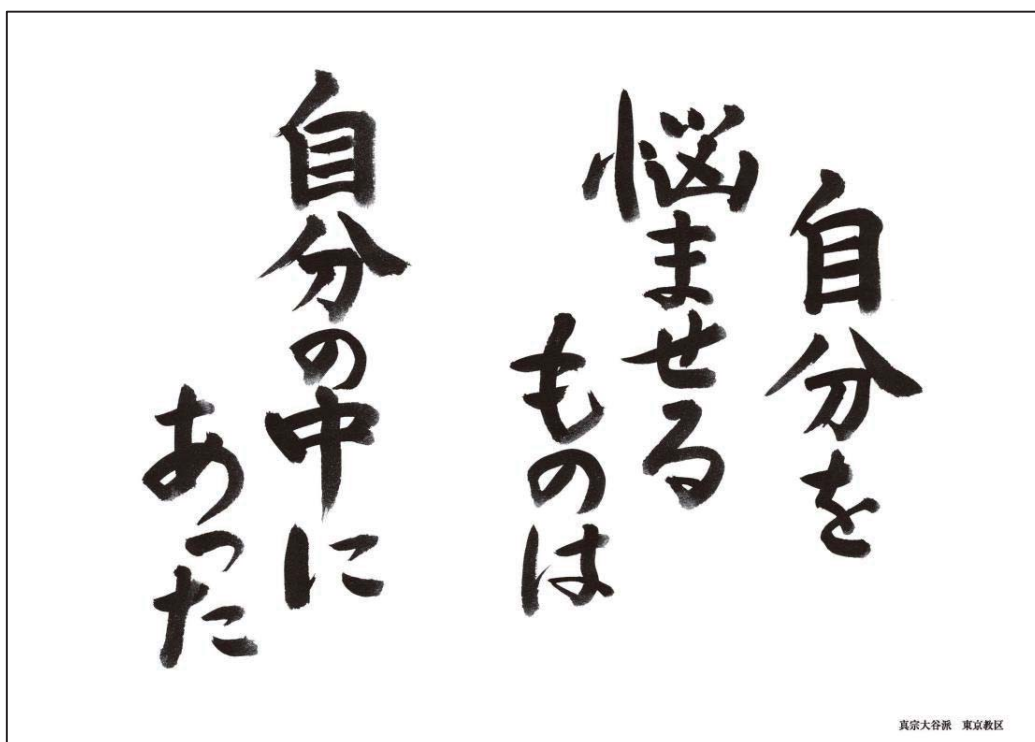 自分を
悩ませる
ものは
自分の中に
あった
真宗大谷派 東京教区